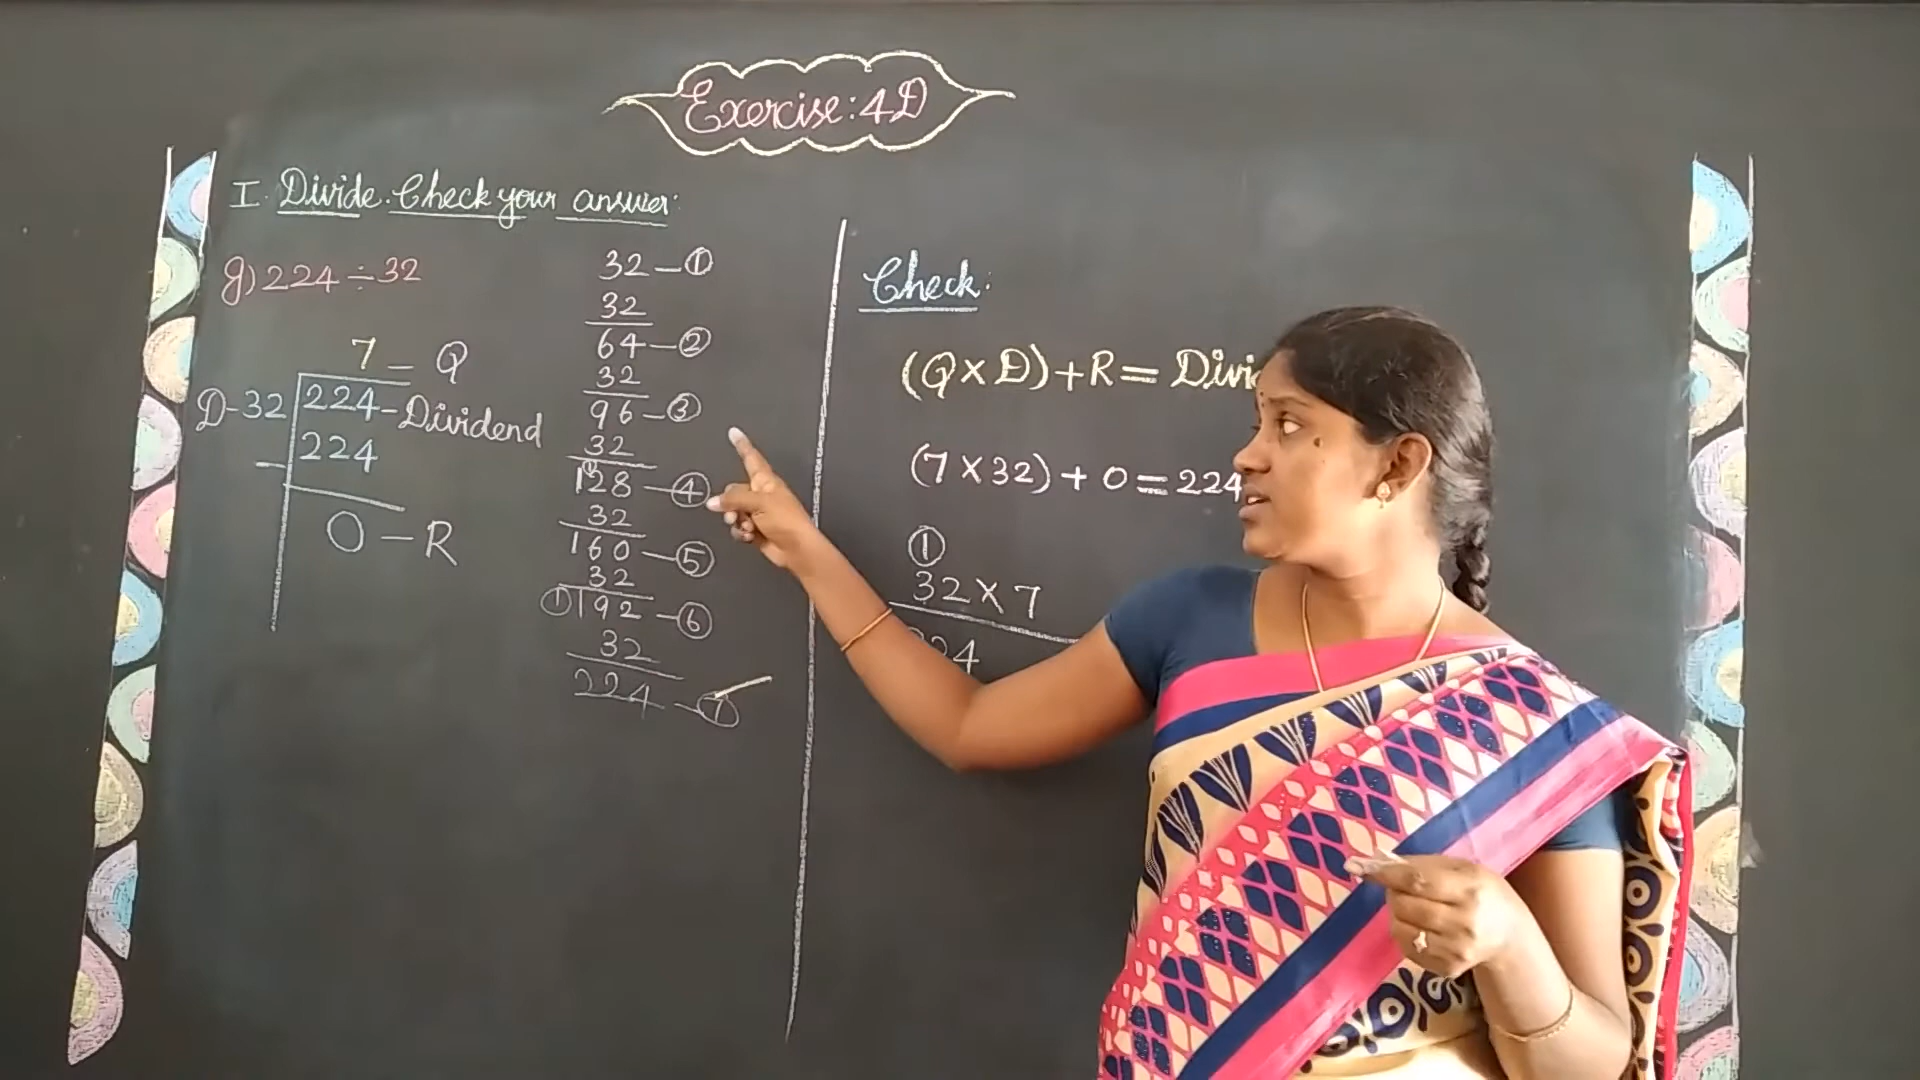 Exercise: 4D
I. Divide. Check your answer:
g) 224 ÷ 32
7 – Q
D-32 224 - Dividend
224
–
0 – R
32 – ①
32
64 – ②
32
96 – ③
32
128 – ④
32
160 – ⑤
32
① 192 – ⑥
32
224 – ⑦
Check:
(Q × D) + R =
(7 × 32) + 0 = 224
①
32 × 7